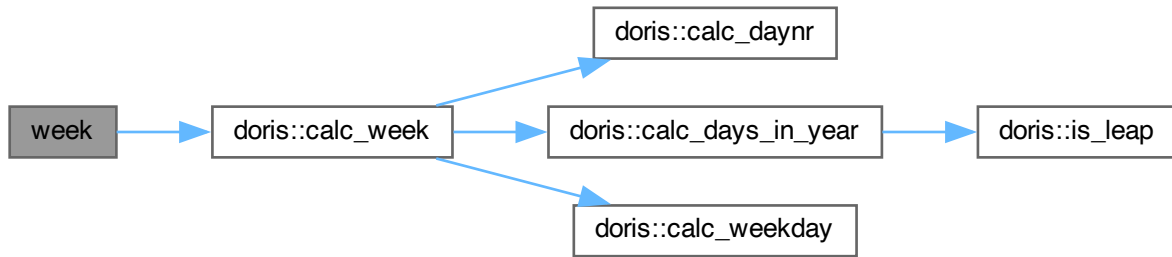 doris::calc_daynr
week
doris::calc_week
doris::calc_days_in_year
doris::is_leap
doris::calc_weekday